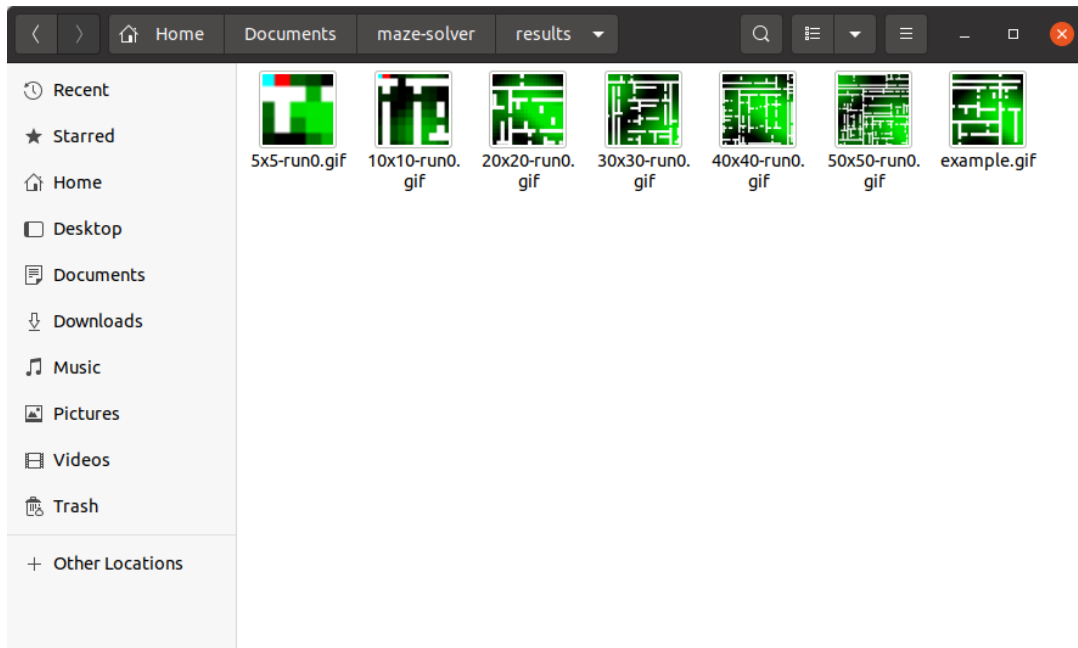 Home Documents maze-solver results
Recent
Starred
Home
Desktop
Documents
Downloads
Music
Pictures
Videos
Trash
Other Locations
5x5-run0.gif 10x10-run0. 20x20-run0. 30x30-run0. 40x40-run0. 50x50-run0. example.gif
gif gif gif gif gif